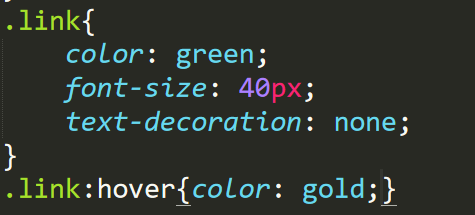 .link{
    color: green;
    font-size: 40px;
    text-decoration: none;
}
.link:hover{color: gold;}